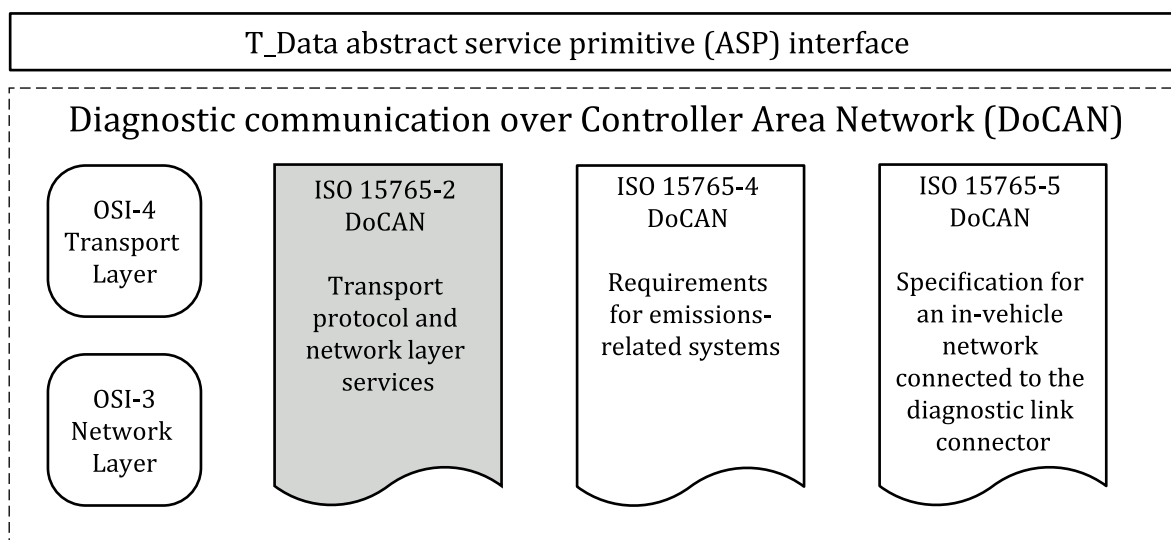 T_Data abstract service primitive (ASP) interface
Diagnostic communication over Controller Area Network (DoCAN)
OSI-4
Transport
Layer
OSI-3
Network
Layer
ISO 15765-2
DoCAN
Transport
protocol and
network layer
services
ISO 15765-4
DoCAN
Requirements
for emissions-
related systems
ISO 15765-5
DoCAN
Specification for
an in-vehicle
network
connected to the
diagnostic link
connector